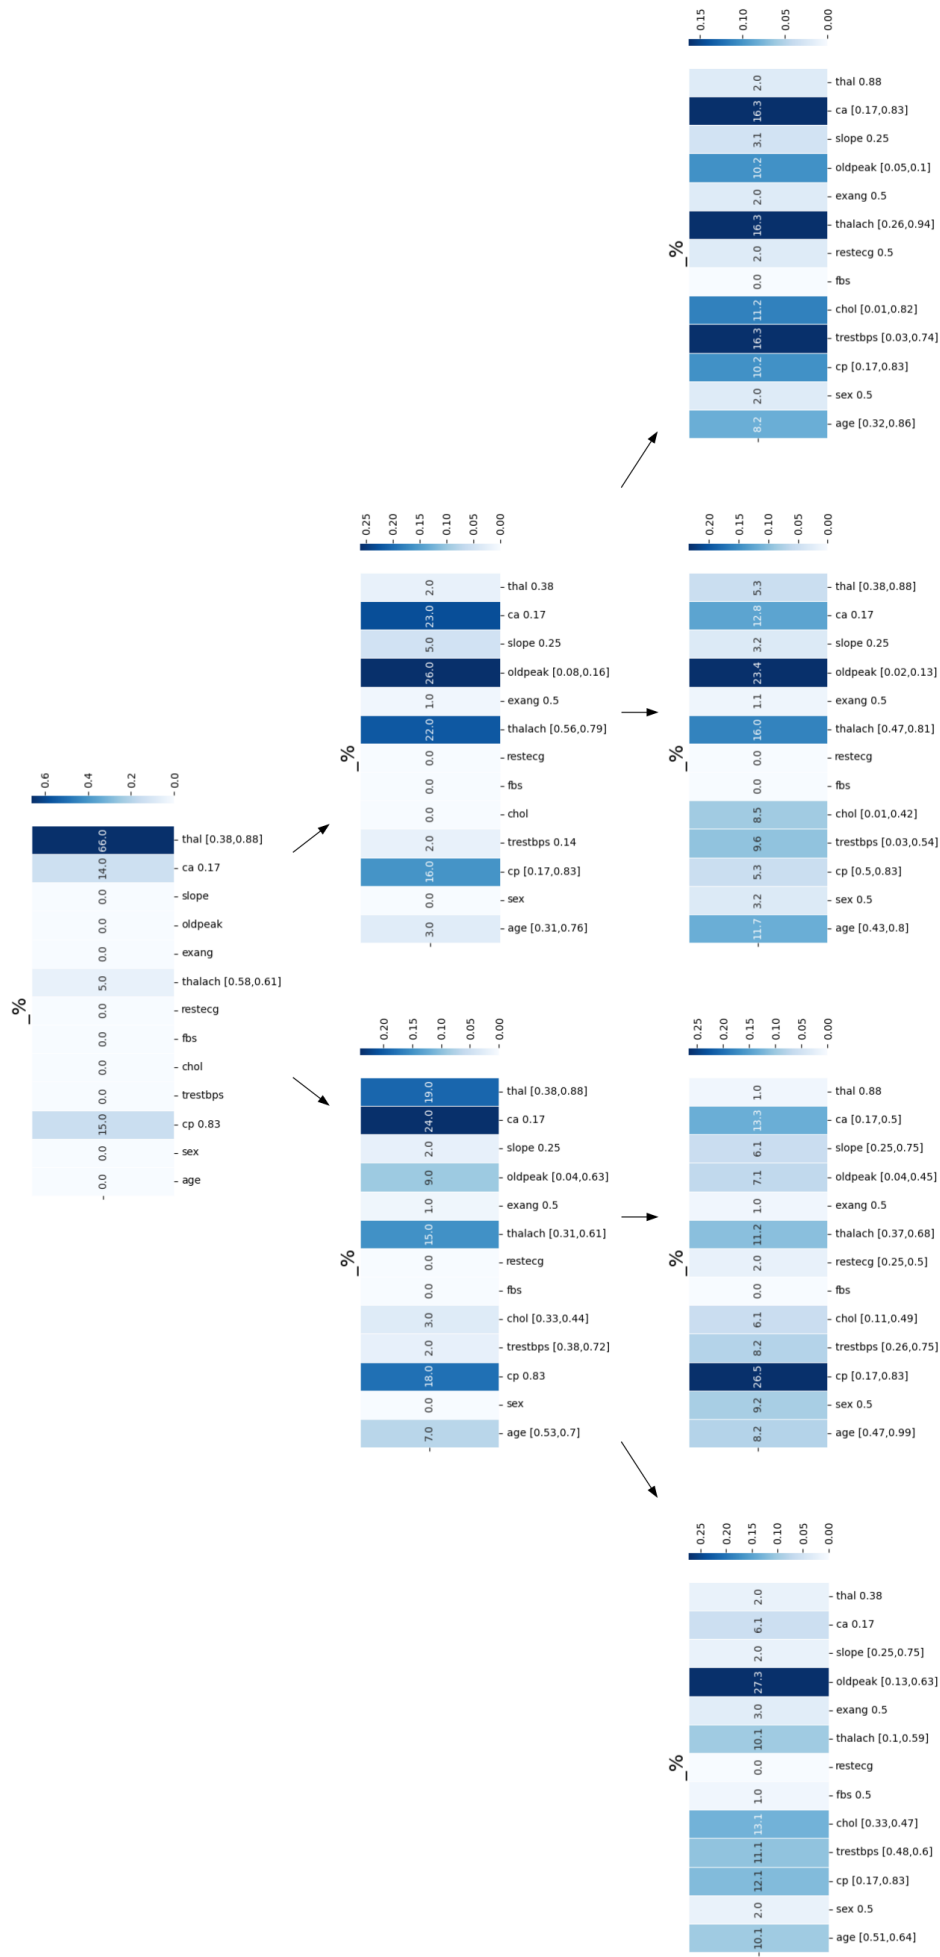 %
66.0 thal [0.38,0.88]
14.0 ca 0.17
0.0 slope
0.0 oldpeak
0.0 exang
5.0 thalach [0.58,0.61]
0.0 restecg
0.0 fbs
0.0 chol
0.0 trestbps
15.0 cp 0.83
0.0 sex
0.0 age
0.6 0.4 0.2 0.0
%
2.0 thal 0.38
23.0 ca 0.17
5.0 slope 0.25
26.0 oldpeak [0.08,0.16]
1.0 exang 0.5
22.0 thalach [0.56,0.79]
0.0 restecg
0.0 fbs
0.0 chol
2.0 trestbps 0.14
16.0 cp [0.17,0.83]
0.0 sex
3.0 age [0.31,0.76]
0.25 0.20 0.15 0.10 0.05 0.00
%
19.0 thal [0.38,0.88]
24.0 ca 0.17
2.0 slope 0.25
9.0 oldpeak [0.04,0.63]
1.0 exang 0.5
15.0 thalach [0.31,0.61]
0.0 restecg
0.0 fbs
3.0 chol [0.33,0.44]
2.0 trestbps [0.38,0.72]
18.0 cp 0.83
0.0 sex
7.0 age [0.53,0.7]
0.20 0.15 0.10 0.05 0.00
%
2.0 thal 0.88
16.3 ca [0.17,0.83]
3.1 slope 0.25
10.2 oldpeak [0.05,0.1]
2.0 exang 0.5
16.3 thalach [0.26,0.94]
2.0 restecg 0.5
0.0 fbs
11.2 chol [0.01,0.82]
16.3 trestbps [0.03,0.74]
10.2 cp [0.17,0.83]
2.0 sex 0.5
8.2 age [0.32,0.86]
0.15 0.10 0.05 0.00
%
5.3 thal [0.38,0.88]
12.8 ca 0.17
3.2 slope 0.25
23.4 oldpeak [0.02,0.13]
1.1 exang 0.5
16.0 thalach [0.47,0.81]
0.0 restecg
0.0 fbs
8.5 chol [0.01,0.42]
9.6 trestbps [0.03,0.54]
5.3 cp [0.5,0.83]
3.2 sex 0.5
11.7 age [0.43,0.8]
0.20 0.15 0.10 0.05 0.00
%
1.0 thal 0.88
13.3 ca [0.17,0.5]
6.1 slope [0.25,0.75]
7.1 oldpeak [0.04,0.45]
1.0 exang 0.5
11.2 thalach [0.37,0.68]
2.0 restecg [0.25,0.5]
0.0 fbs
6.1 chol [0.11,0.49]
8.2 trestbps [0.26,0.75]
26.5 cp [0.17,0.83]
9.2 sex 0.5
8.2 age [0.47,0.99]
0.25 0.20 0.15 0.10 0.05 0.00
%
2.0 thal 0.38
6.1 ca 0.17
2.0 slope [0.25,0.75]
27.3 oldpeak [0.13,0.63]
3.0 exang 0.5
10.1 thalach [0.1,0.59]
0.0 restecg
1.0 fbs 0.5
13.1 chol [0.33,0.47]
11.1 trestbps [0.48,0.6]
12.1 cp [0.17,0.83]
2.0 sex 0.5
10.1 age [0.51,0.64]
0.25 0.20 0.15 0.10 0.05 0.00